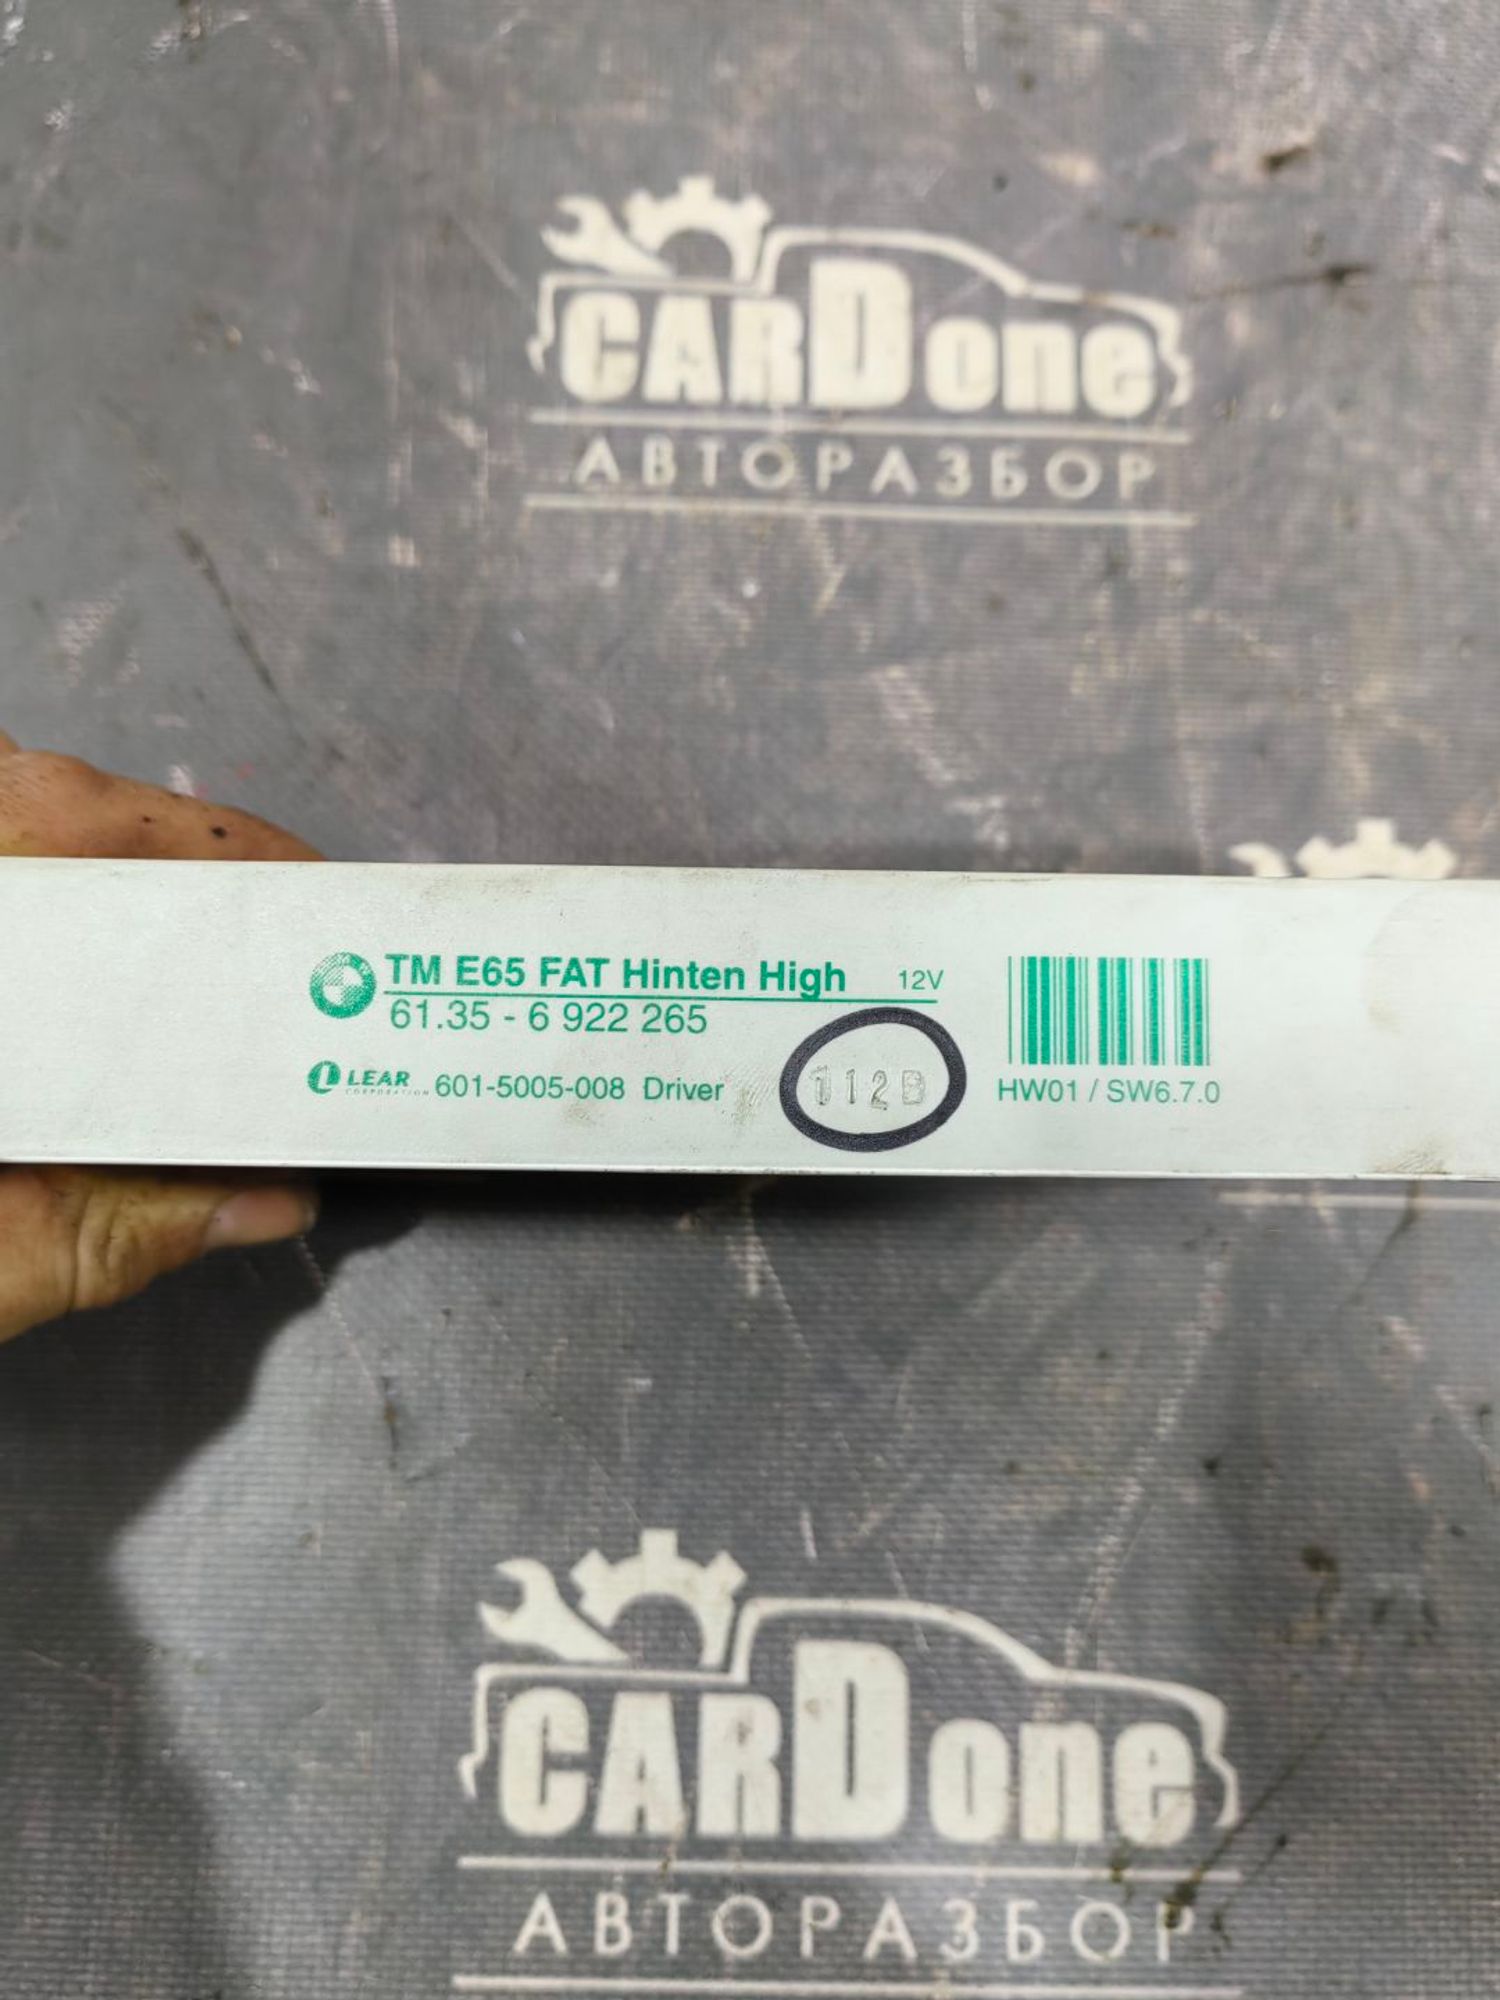 CARDone
АВТОРАЗБОР
TM E65 FAT Hinten High 12V
61.35 - 6 922 265
LEAR CORPORATION 601-5005-008 Driver 112B HW01 / SW6.7.0
CARDone
АВТОРАЗБОР